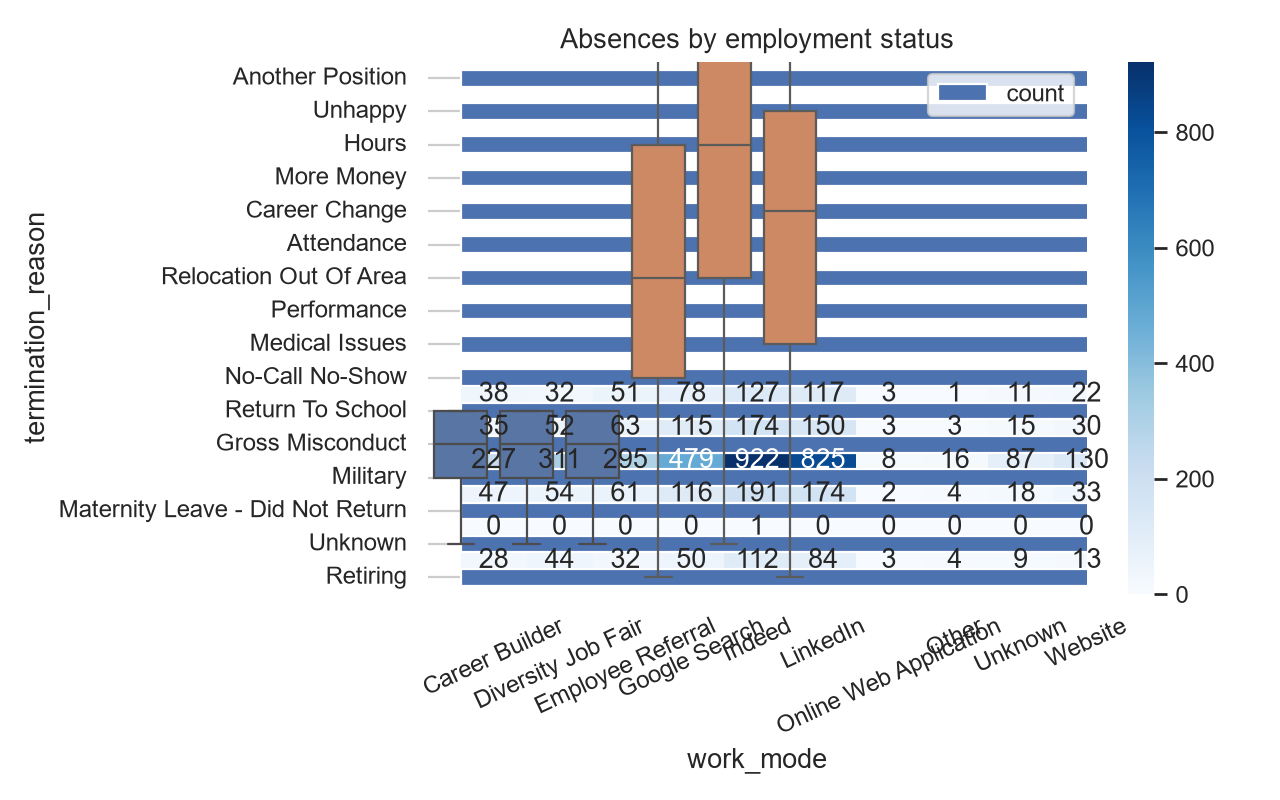 Absences by employment status
count
termination_reason
Another Position
Unhappy
Hours
More Money
Career Change
Attendance
Relocation Out Of Area
Performance
Medical Issues
No-Call No-Show
Return To School
Gross Misconduct
Military
Maternity Leave - Did Not Return
Unknown
Retiring
38 32 51 78 127 117 3 1 11 22
35 52 63 115 174 150 3 3 15 30
227 311 295 479 922 825 8 16 87 130
47 54 61 116 191 174 2 4 18 33
0 0 0 0 1 0 0 0 0 0
28 44 32 50 112 84 3 4 9 13
800
600
400
200
0
Career Builder
Diversity Job Fair
Employee Referral
Google Search
Indeed
LinkedIn
Online Web Application
Other
Unknown
Website
work_mode